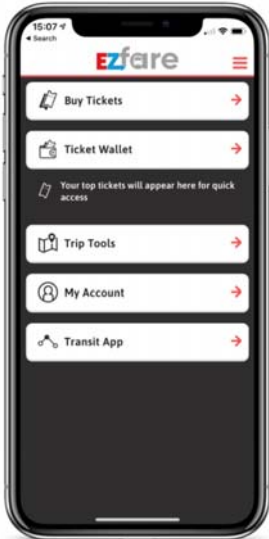 15:07
Search
EZfare
Buy Tickets
Ticket Wallet
Your top tickets will appear here for quick
access
Trip Tools
My Account
Transit App